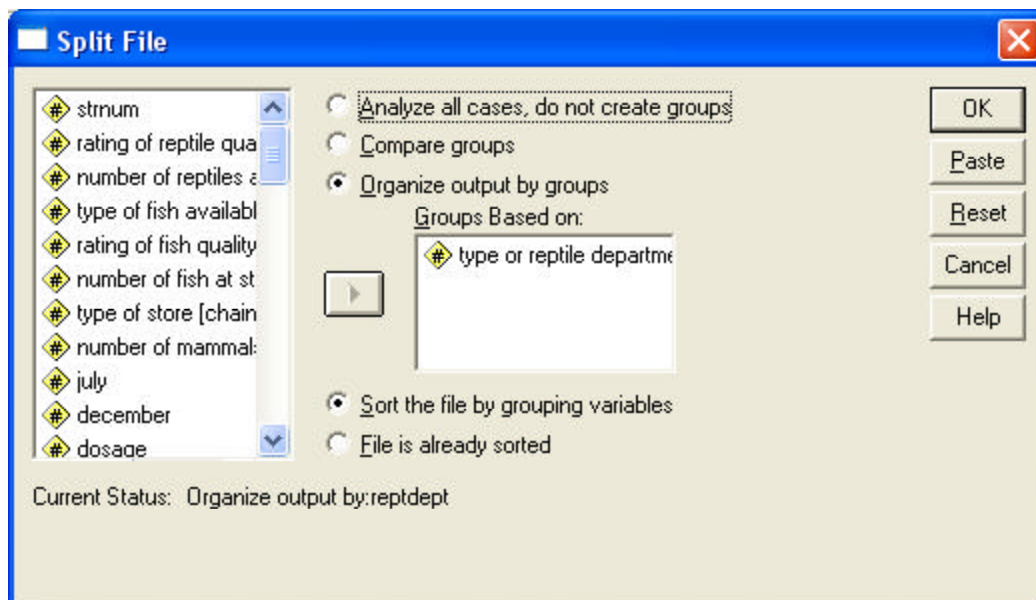 Split File
strnum
rating of reptile qua
number of reptiles a
type of fish availabl
rating of fish quality
number of fish at st
type of store [chain
number of mammal:
july
december
dosage
Analyze all cases, do not create groups
Compare groups
Organize output by groups
Groups Based on:
type or reptile departme
Sort the file by grouping variables
File is already sorted
OK
Paste
Reset
Cancel
Help
Current Status: Organize output by:reptdept